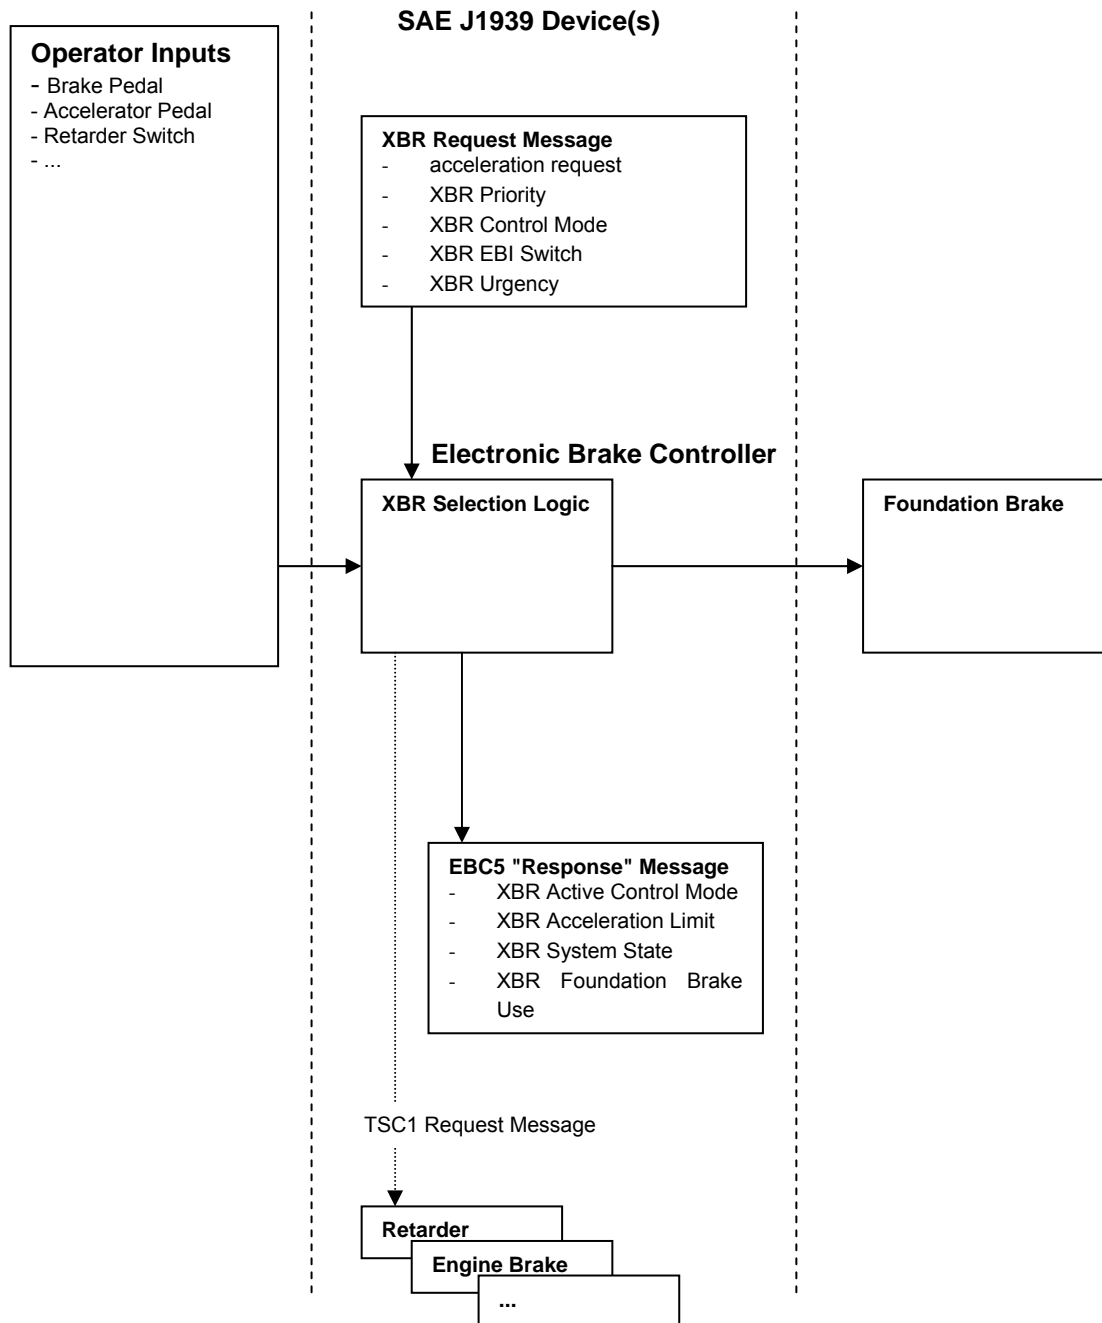 SAE J1939 Device(s)
Operator Inputs
- Brake Pedal
- Accelerator Pedal
- Retarder Switch
- ...
XBR Request Message
- acceleration request
- XBR Priority
- XBR Control Mode
- XBR EBI Switch
- XBR Urgency
Electronic Brake Controller
XBR Selection Logic
Foundation Brake
EBC5 "Response" Message
- XBR Active Control Mode
- XBR Acceleration Limit
- XBR System State
- XBR Foundation Brake
Use
TSC1 Request Message
Retarder
Engine Brake
...